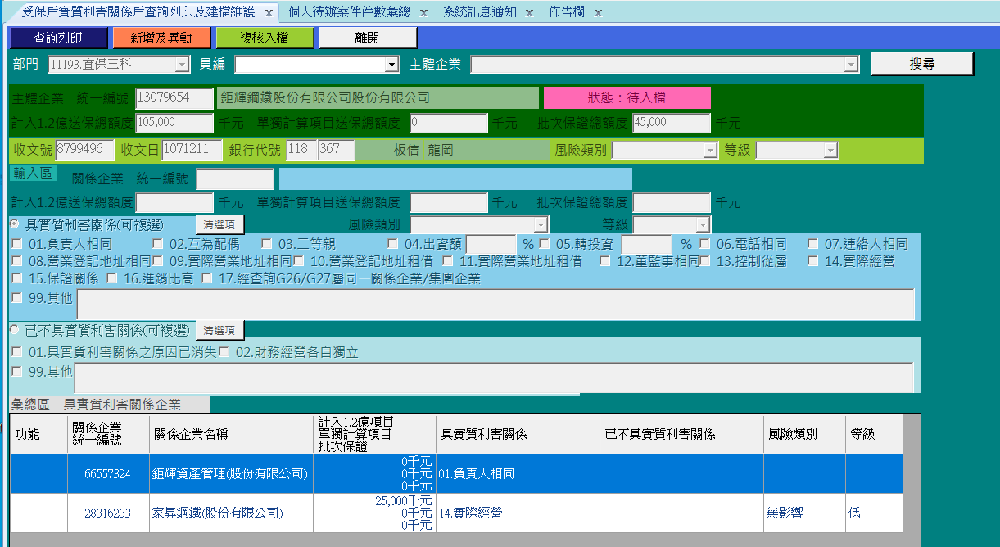 受保戶實質利害關係戶查詢列印及建檔維護 x 個人待辦案件件數彙總 x 系統訊息通知 x 佈告欄 x
查詢列印 新增及異動 複核入檔 離開
部門 11193.直保三科 員編 主體企業 搜尋
主體企業 統一編號 13079654 鉅輝鋼鐵股份有限公司股份有限公司 狀態：待入檔
計入1.2億送保總額度 105,000 千元 單獨計算項目送保總額度 0 千元 批次保證總額度 45,000 千元
收文號 8799496 收文日 1071211 銀行代號 118 367 板信 龍岡 風險類別 等級
輸入區 關係企業 統一編號
計入1.2億送保總額度 千元 單獨計算項目送保總額度 千元 批次保證總額度 千元
具實質利害關係(可複選) 清選項 風險類別 等級
01.負責人相同 02.互為配偶 03.二等親 04.出資額 % 05.轉投資 % 06.電話相同 07.連絡人相同
08.營業登記地址相同 09.實際營業地址相同 10.營業登記地址租借 11.實際營業地址租借 12.董監事相同 13.控制從屬 14.實際經營
15.保證關係 16.進銷比高 17.經查詢G26/G27屬同一關係企業/集團企業
99.其他
已不具實質利害關係(可複選) 清選項
01.具實質利害關係之原因已消失 02.財務經營各自獨立
99.其他
彙總區 具實質利害關係企業
功能 關係企業統一編號 關係企業名稱 計入1.2億項目 單獨計算項目 批次保證 具實質利害關係 已不具實質利害關係 風險類別 等級
66557324 鉅輝資產管理(股份有限公司) 0千元 0千元 0千元 01.負責人相同
28316233 家昇鋼鐵(股份有限公司) 25,000千元 0千元 0千元 14.實際經營 無影響 低